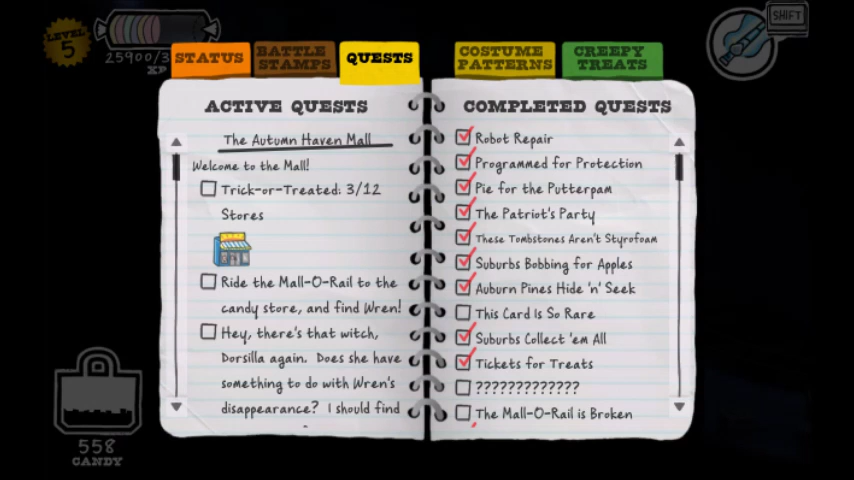 LEVEL
5
25900/3
XP
SHIFT
STATUS
BATTLE
STAMPS
QUESTS
COSTUME
PATTERNS
CREEPY
TREATS
ACTIVE QUESTS
The Autumn Haven Mall
Welcome to the Mall!
Trick-or-Treated: 3/12
Stores
Ride the Mall-O-Rail to the
candy store, and find Wren!
Hey, there's that witch,
Dorsilla again. Does she have
something to do with Wren's
disappearance? I should find
COMPLETED QUESTS
Robot Repair
Programmed for Protection
Pie for the Putterpam
The Patriot's Party
These Tombstones Aren't Styrofoam
Suburbs Bobbing for Apples
Auburn Pines Hide 'n' Seek
This Card Is So Rare
Suburbs Collect 'em All
Tickets for Treats
?????????????
The Mall-O-Rail is Broken
558
CANDY